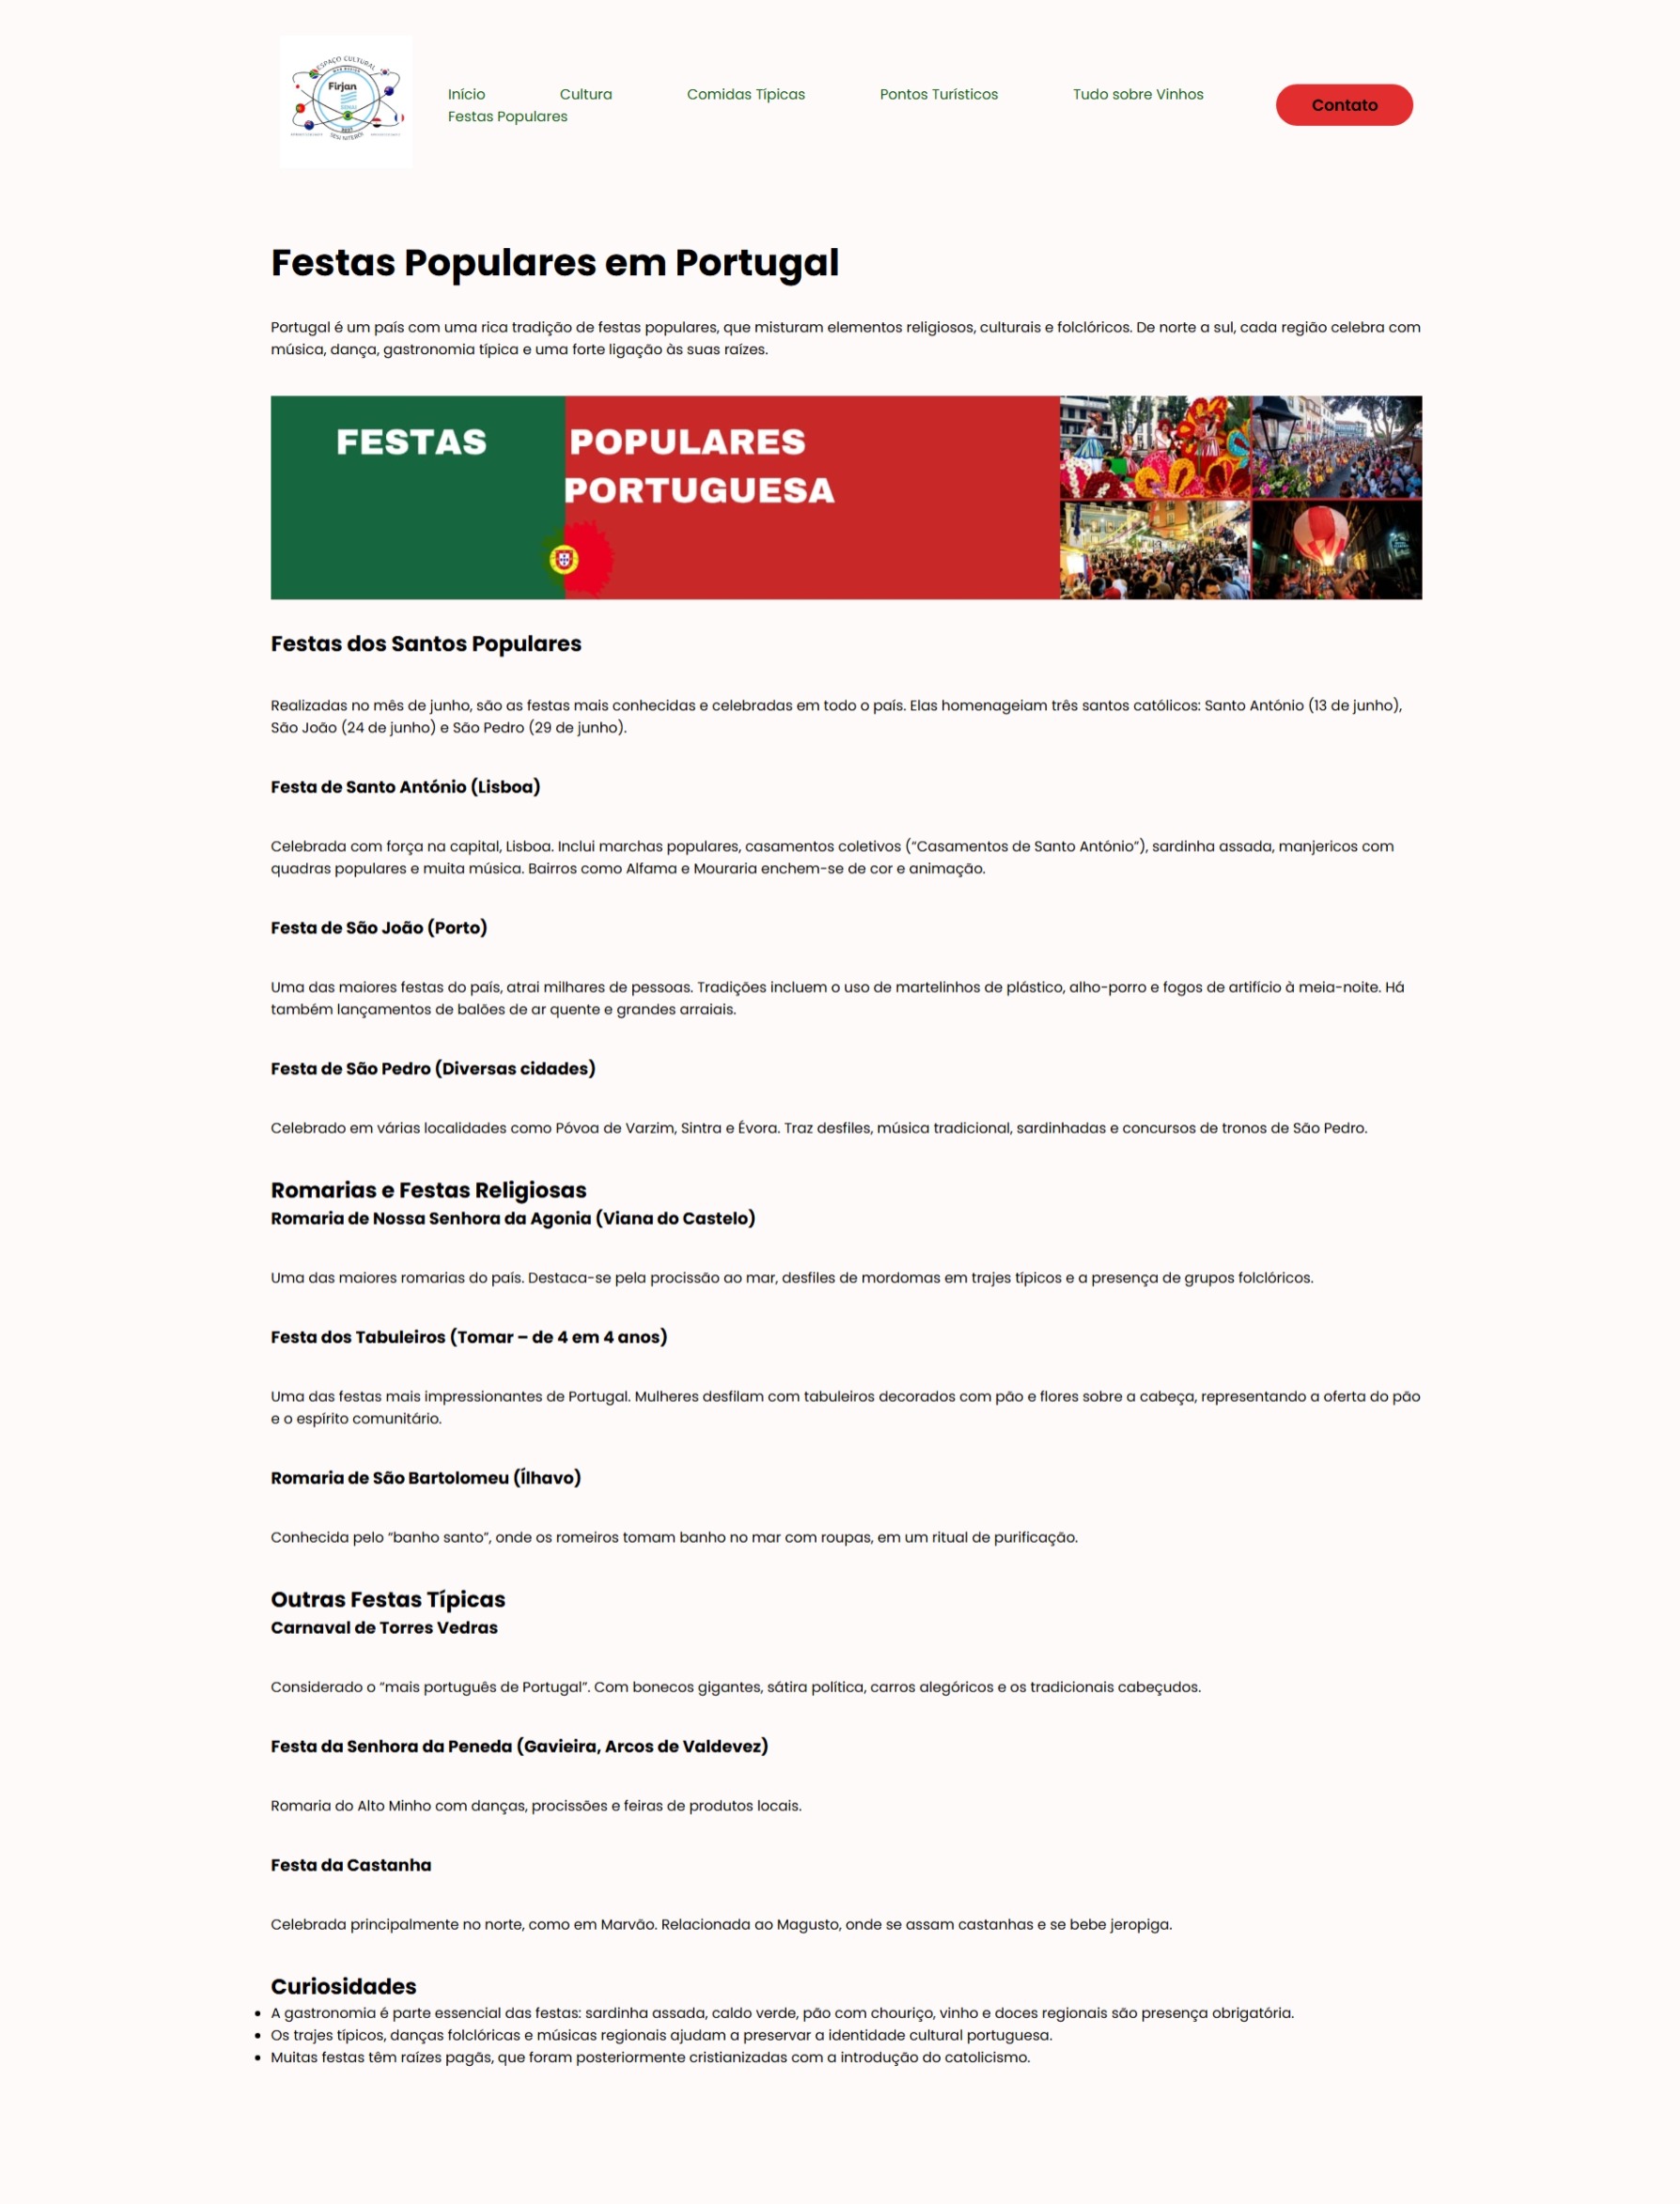 ESPAÇO CULTURAL
Firjan
SENAI
SESI NITERÓI
Início Cultura Comidas Típicas Pontos Turísticos Tudo sobre Vinhos
Festas Populares
Contato
Festas Populares em Portugal
Portugal é um país com uma rica tradição de festas populares, que misturam elementos religiosos, culturais e folclóricos. De norte a sul, cada região celebra com
música, dança, gastronomia típica e uma forte ligação às suas raízes.
FESTAS POPULARES
PORTUGUESA
Festas dos Santos Populares
Realizadas no mês de junho, são as festas mais conhecidas e celebradas em todo o país. Elas homenageiam três santos católicos: Santo António (13 de junho),
São João (24 de junho) e São Pedro (29 de junho).
Festa de Santo António (Lisboa)
Celebrada com força na capital, Lisboa. Inclui marchas populares, casamentos coletivos (“Casamentos de Santo António”), sardinha assada, manjericos com
quadras populares e muita música. Bairros como Alfama e Mouraria enchem-se de cor e animação.
Festa de São João (Porto)
Uma das maiores festas do país, atrai milhares de pessoas. Tradições incluem o uso de martelinhos de plástico, alho-porro e fogos de artifício à meia-noite. Há
também lançamentos de balões de ar quente e grandes arraiais.
Festa de São Pedro (Diversas cidades)
Celebrado em várias localidades como Póvoa de Varzim, Sintra e Évora. Traz desfiles, música tradicional, sardinhadas e concursos de tronos de São Pedro.
Romarias e Festas Religiosas
Romaria de Nossa Senhora da Agonia (Viana do Castelo)
Uma das maiores romarias do país. Destaca-se pela procissão ao mar, desfiles de mordomas em trajes típicos e a presença de grupos folclóricos.
Festa dos Tabuleiros (Tomar – de 4 em 4 anos)
Uma das festas mais impressionantes de Portugal. Mulheres desfilam com tabuleiros decorados com pão e flores sobre a cabeça, representando a oferta do pão
e o espírito comunitário.
Romaria de São Bartolomeu (Ílhavo)
Conhecida pelo “banho santo”, onde os romeiros tomam banho no mar com roupas, em um ritual de purificação.
Outras Festas Típicas
Carnaval de Torres Vedras
Considerado o “mais português de Portugal”. Com bonecos gigantes, sátira política, carros alegóricos e os tradicionais cabeçudos.
Festa da Senhora da Peneda (Gavieira, Arcos de Valdevez)
Romaria do Alto Minho com danças, procissões e feiras de produtos locais.
Festa da Castanha
Celebrada principalmente no norte, como em Marvão. Relacionada ao Magusto, onde se assam castanhas e se bebe jeropiga.
Curiosidades
• A gastronomia é parte essencial das festas: sardinha assada, caldo verde, pão com chouriço, vinho e doces regionais são presença obrigatória.
• Os trajes típicos, danças folclóricas e músicas regionais ajudam a preservar a identidade cultural portuguesa.
• Muitas festas têm raízes pagãs, que foram posteriormente cristianizadas com a introdução do catolicismo.